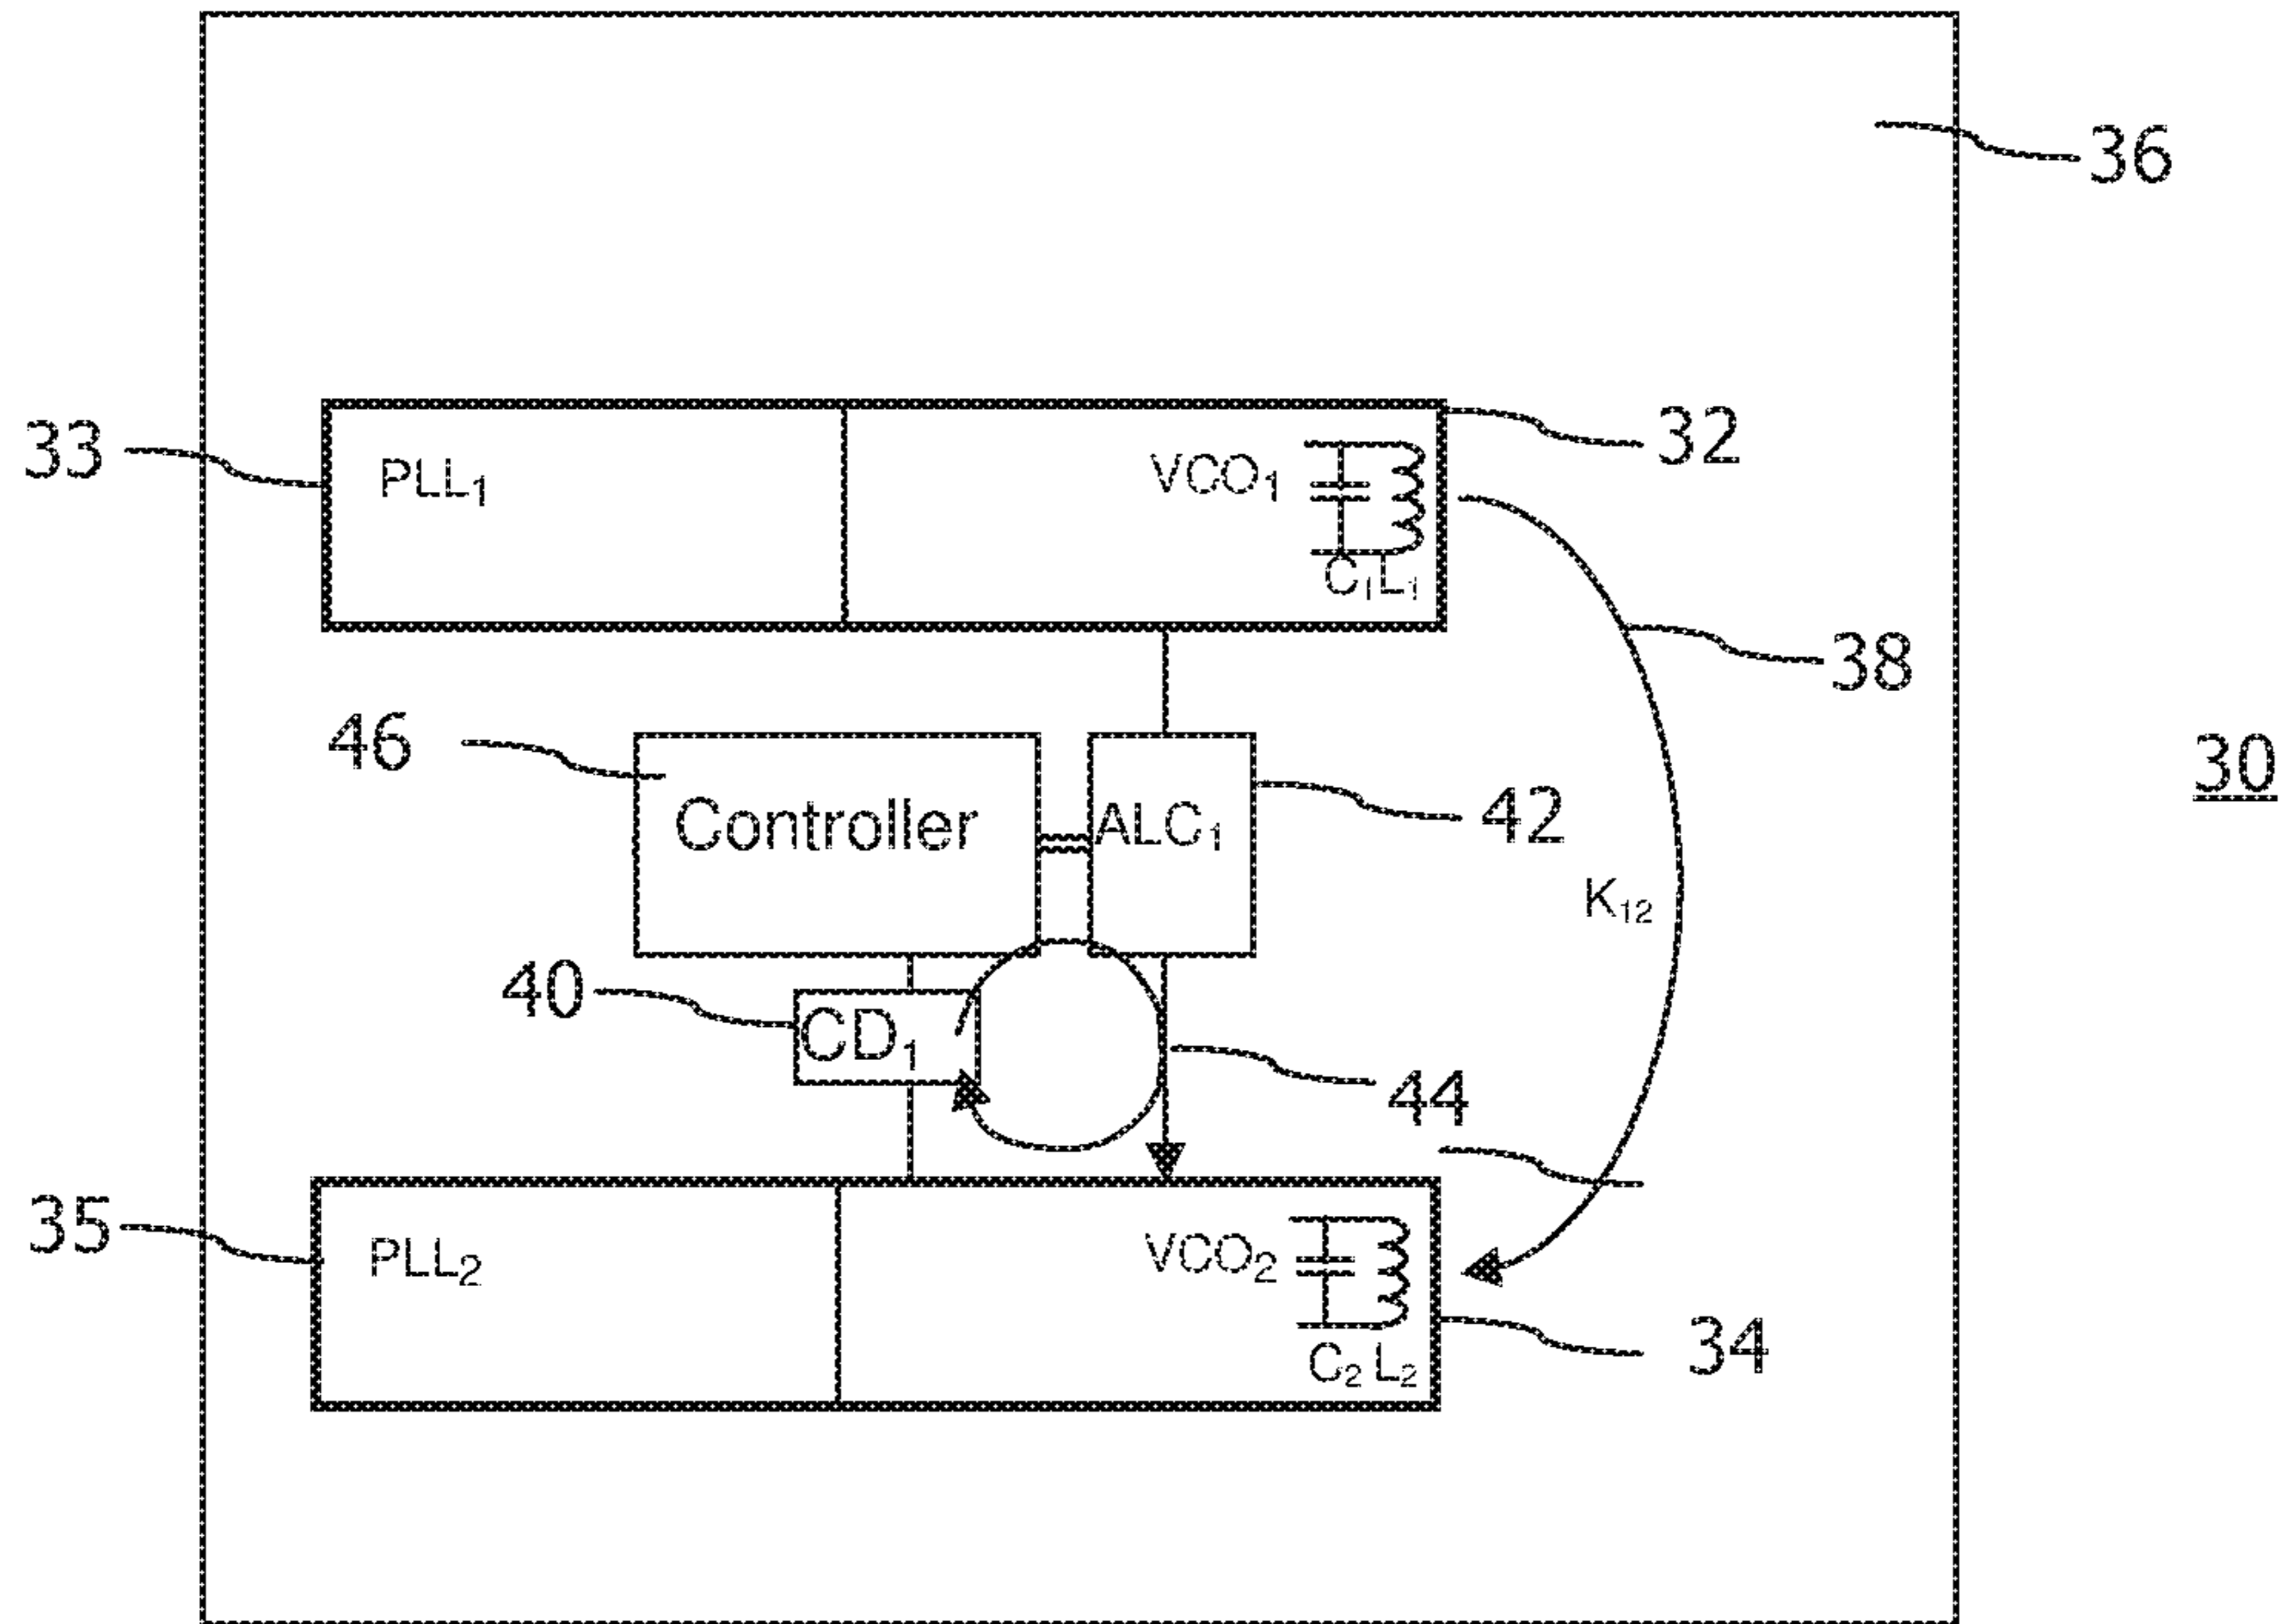 36
33
PLL₁
VCO₁
32
C₁L₁
38
46
Controller
ALC₁
42
30
K₁₂
40
CD₁
44
35
PLL₂
VCO₂
34
C₂ L₂